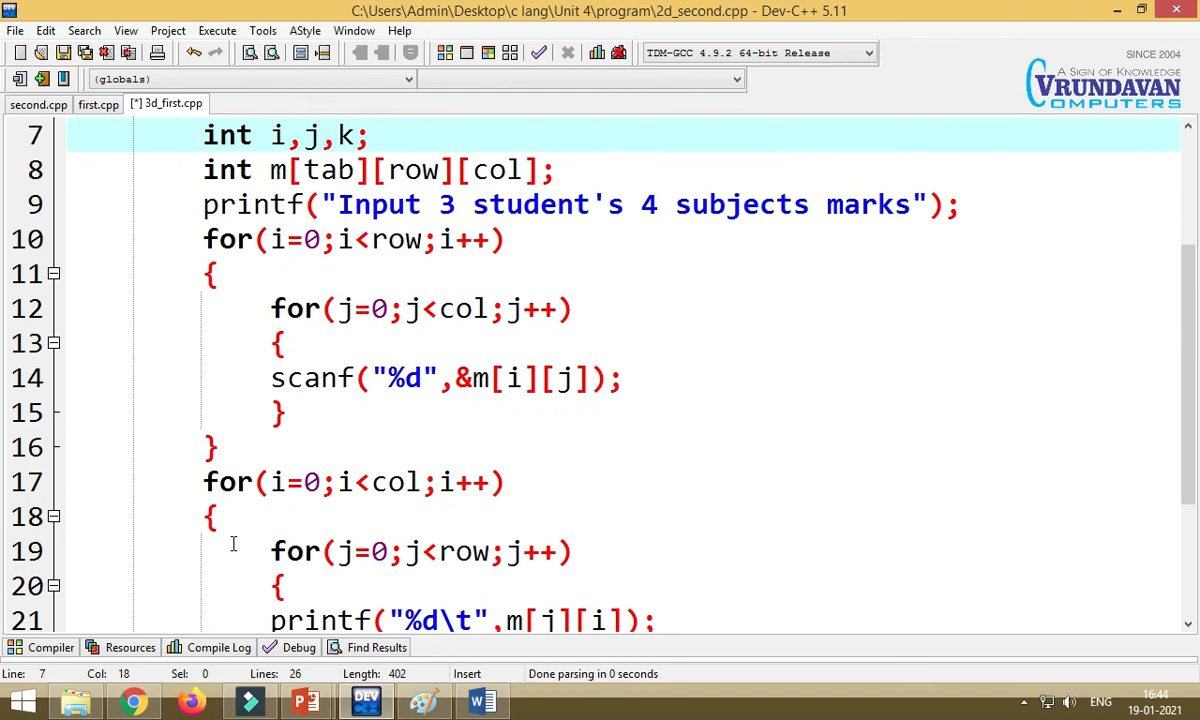 C:\Users\Admin\Desktop\c lang\Unit 4\program\2d_second.cpp - Dev-C++ 5.11
File Edit Search View Project Execute Tools AStyle Window Help
TDM-GCC 4.9.2 64-bit Release
(globals)
SINCE 2004
A SIGN OF KNOWLEDGE
VRUNDAVAN
COMPUTERS
second.cpp first.cpp [*] 3d_first.cpp
7 int i,j,k;
8 int m[tab][row][col];
9 printf("Input 3 student's 4 subjects marks");
10 for(i=0;i<row;i++)
11 {
12 for(j=0;j<col;j++)
13 {
14 scanf("%d",&m[i][j]);
15 }
16 }
17 for(i=0;i<col;i++)
18 {
19 for(j=0;j<row;j++)
20 {
21 printf("%d\t",m[j][i]);
Compiler Resources Compile Log Debug Find Results
Line: 7 Col: 18 Sel: 0 Lines: 26 Length: 402 Insert Done parsing in 0 seconds
DEV
ENG
16:44
19-01-2021